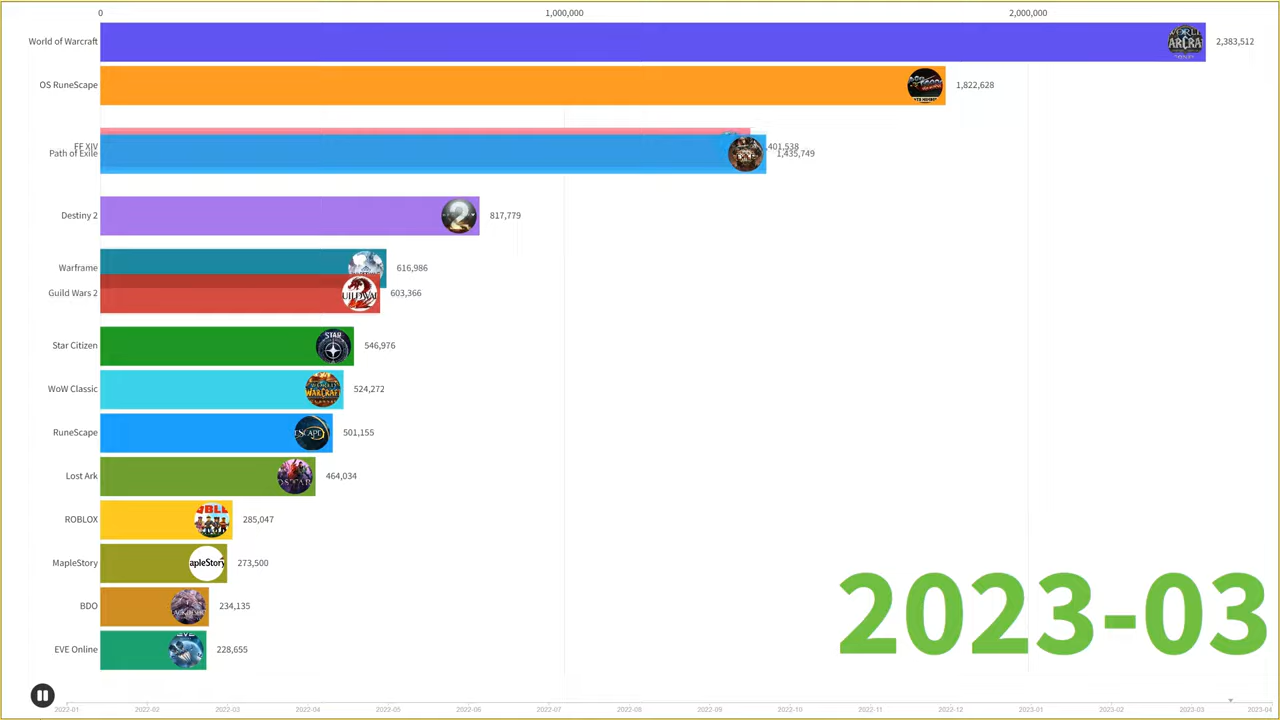 0 1,000,000 2,000,000
World of Warcraft 2,383,512
OS RuneScape 1,822,628
FF XIV 401,538
Path of Exile 1,435,749
Destiny 2 817,779
Warframe 616,986
Guild Wars 2 603,366
Star Citizen 546,976
WoW Classic 524,272
RuneScape 501,155
Lost Ark 464,034
ROBLOX 285,047
MapleStory apleStory 273,500
BDO 234,135
EVE Online 228,655
2023-03
2022-01 2022-02 2022-03 2022-04 2022-05 2022-06 2022-07 2022-08 2022-09 2022-10 2022-11 2022-12 2023-01 2023-02 2023-03 2023-04